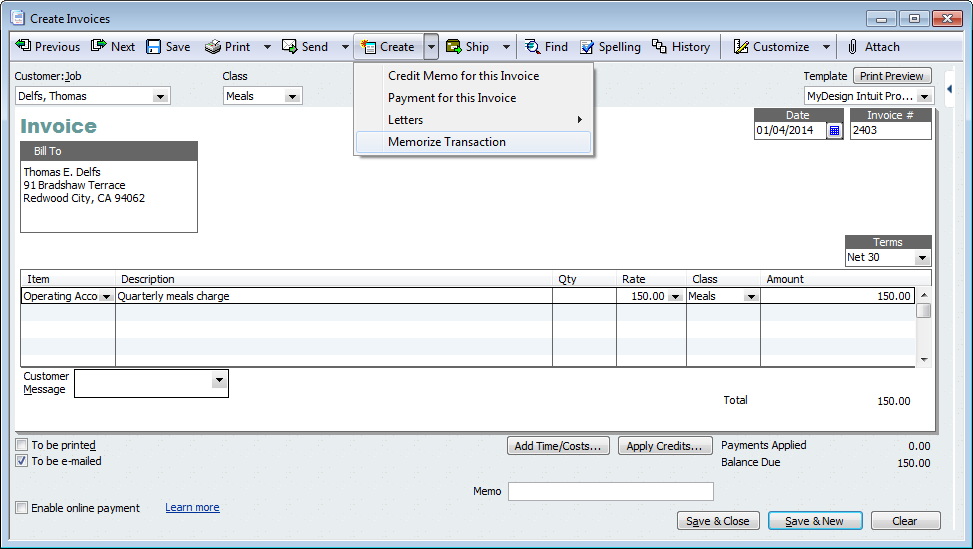 Create Invoices
Previous Next Save Print Send Create Ship Find Spelling History Customize Attach
Customer:Job Class Template Print Preview
Delfs, Thomas Meals MyDesign Intuit Pro...
Credit Memo for this Invoice
Payment for this Invoice
Letters
Memorize Transaction
Invoice
Date Invoice #
01/04/2014 2403
Bill To
Thomas E. Delfs
91 Bradshaw Terrace
Redwood City, CA 94062
Terms
Net 30
Item Description Qty Rate Class Amount
Operating Acco Quarterly meals charge 150.00 Meals 150.00
Customer
Message
Total 150.00
To be printed
To be e-mailed
Add Time/Costs... Apply Credits... Payments Applied 0.00
Balance Due 150.00
Memo
Enable online payment Learn more
Save & Close Save & New Clear